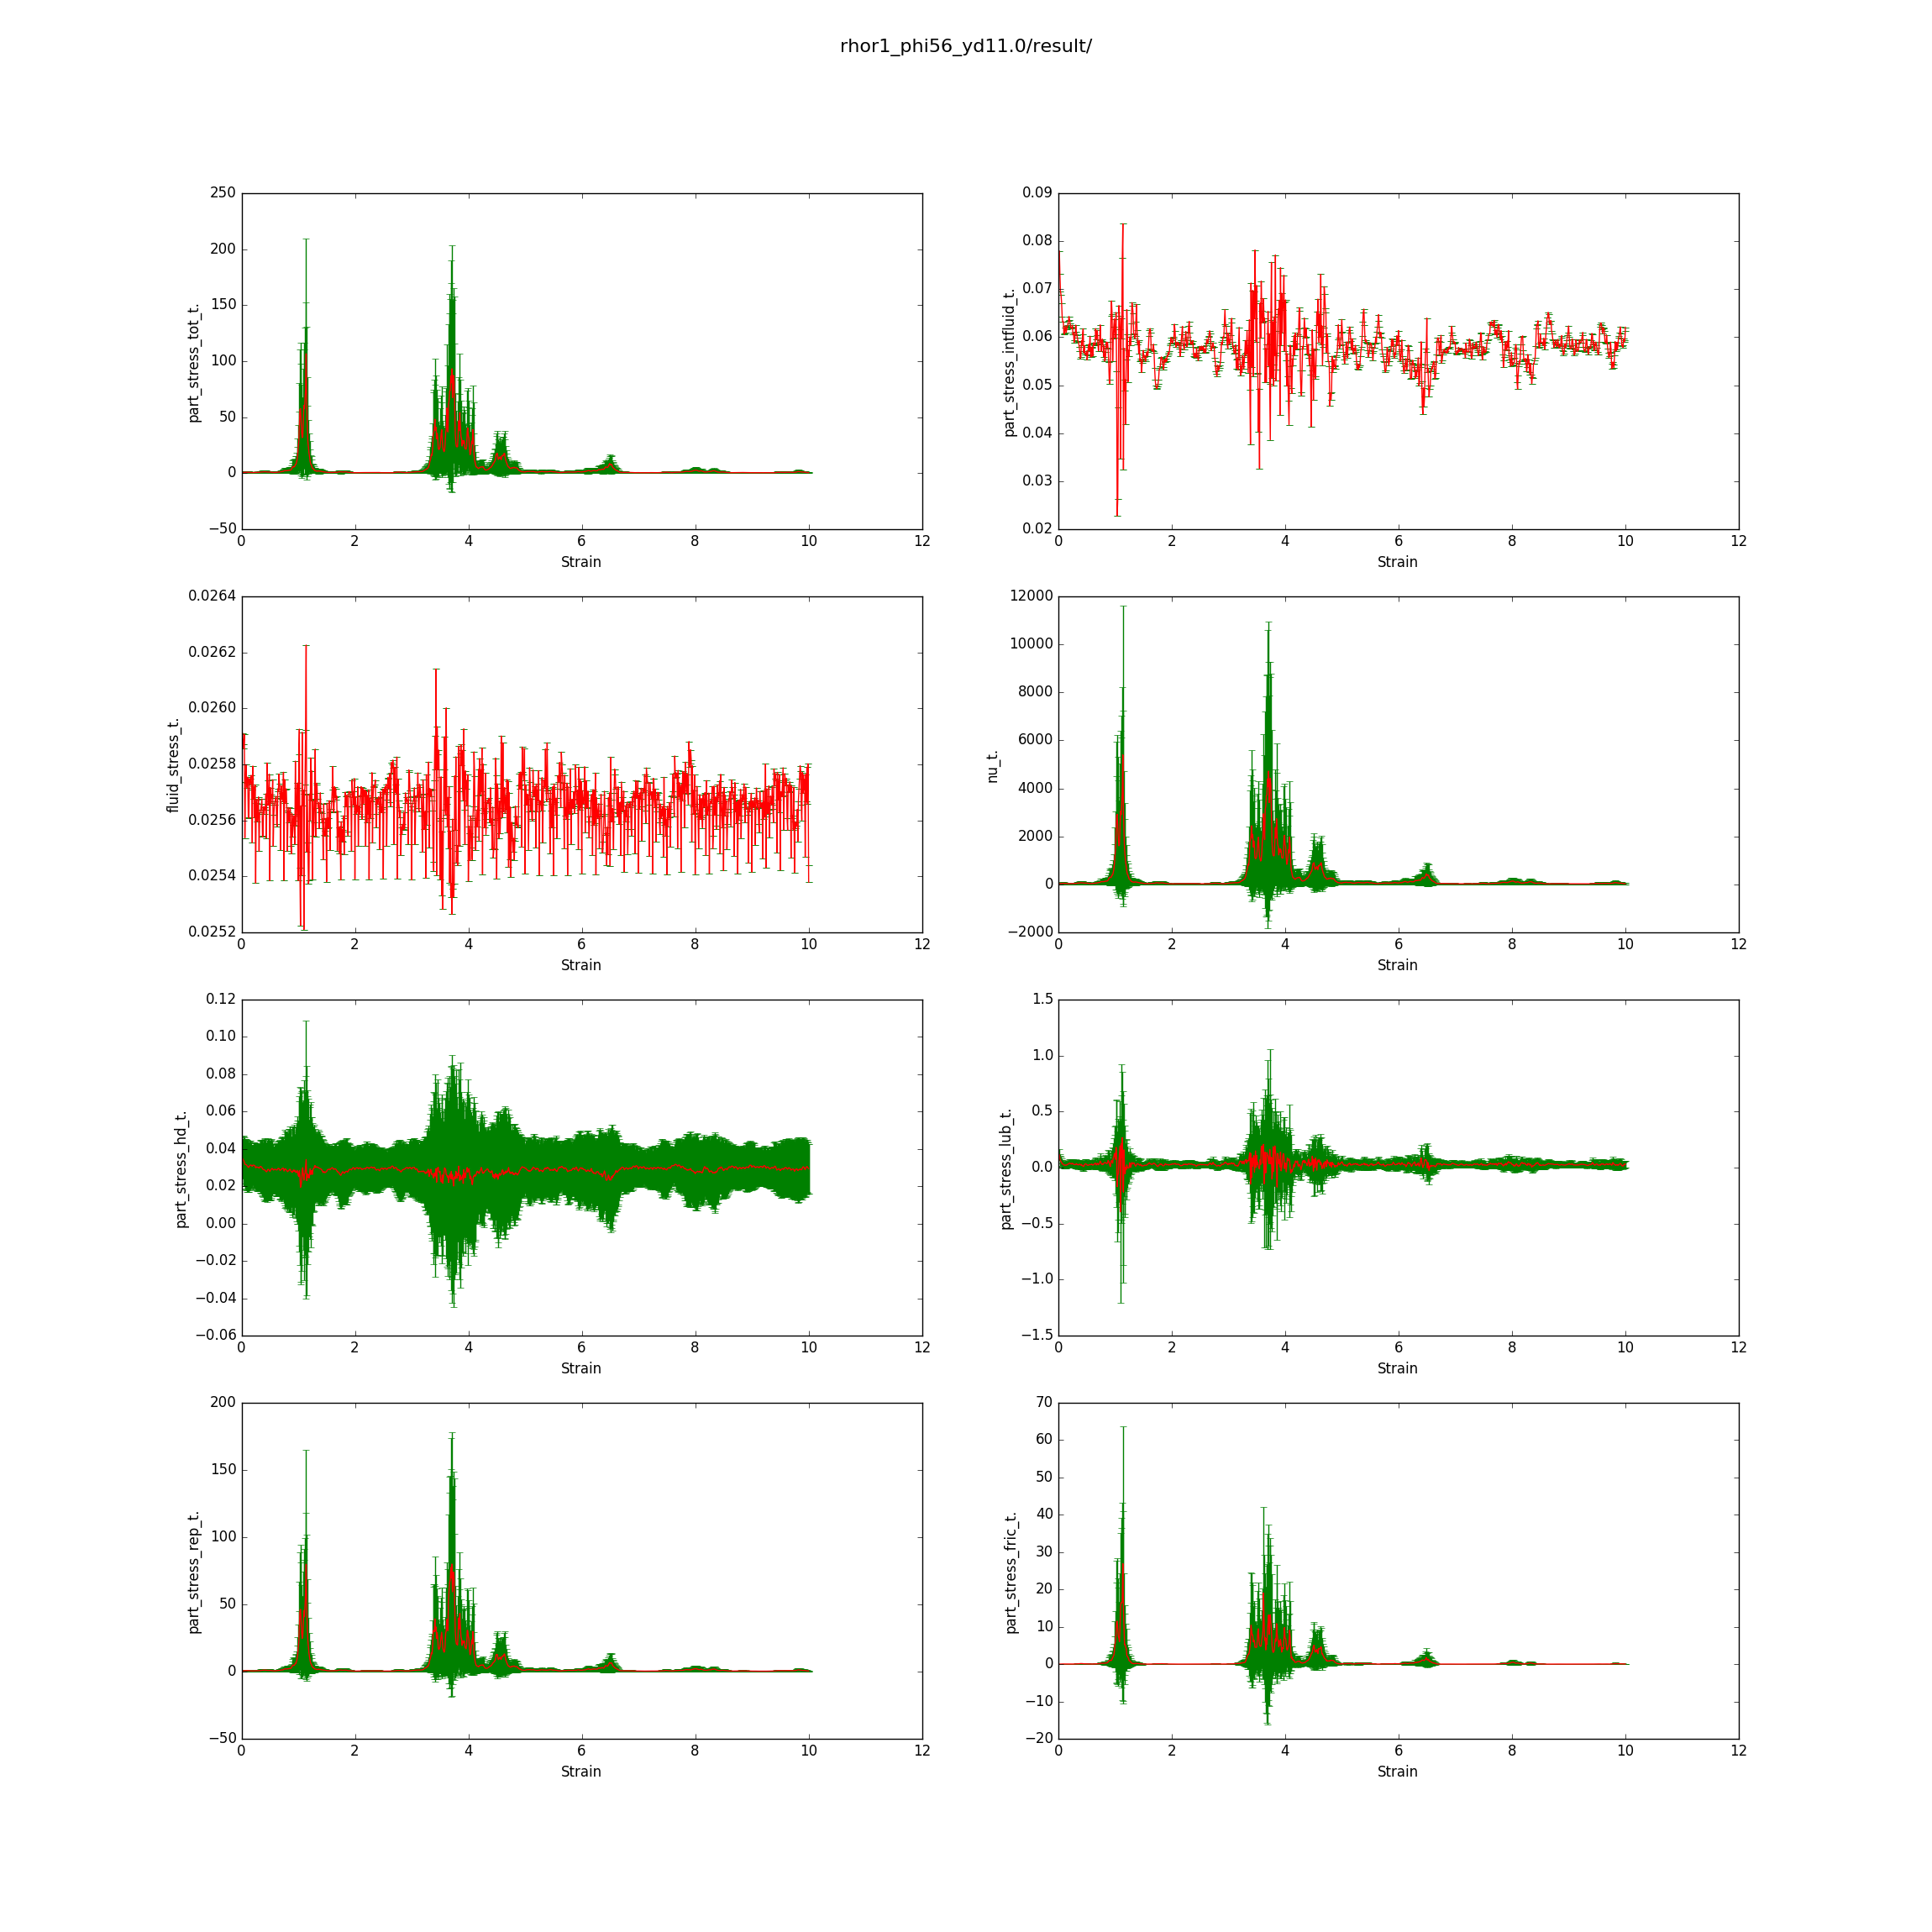 rhor1_phi56_yd11.0/result/
250
200
150
100
50
0
−50
part_stress_tot_t.
0 2 4 6 8 10 12
Strain
0.09
0.08
0.07
0.06
0.05
0.04
0.03
0.02
part_stress_intfluid_t.
0 2 4 6 8 10 12
Strain
0.0264
0.0262
0.0260
0.0258
0.0256
0.0254
0.0252
fluid_stress_t.
0 2 4 6 8 10 12
Strain
12000
10000
8000
6000
4000
2000
0
−2000
nu_t.
0 2 4 6 8 10 12
Strain
0.12
0.10
0.08
0.06
0.04
0.02
0.00
−0.02
−0.04
−0.06
part_stress_hd_t.
0 2 4 6 8 10 12
Strain
1.5
1.0
0.5
0.0
−0.5
−1.0
−1.5
part_stress_lub_t.
0 2 4 6 8 10 12
Strain
200
150
100
50
0
−50
part_stress_rep_t.
0 2 4 6 8 10 12
Strain
70
60
50
40
30
20
10
0
−10
−20
part_stress_fric_t.
0 2 4 6 8 10 12
Strain